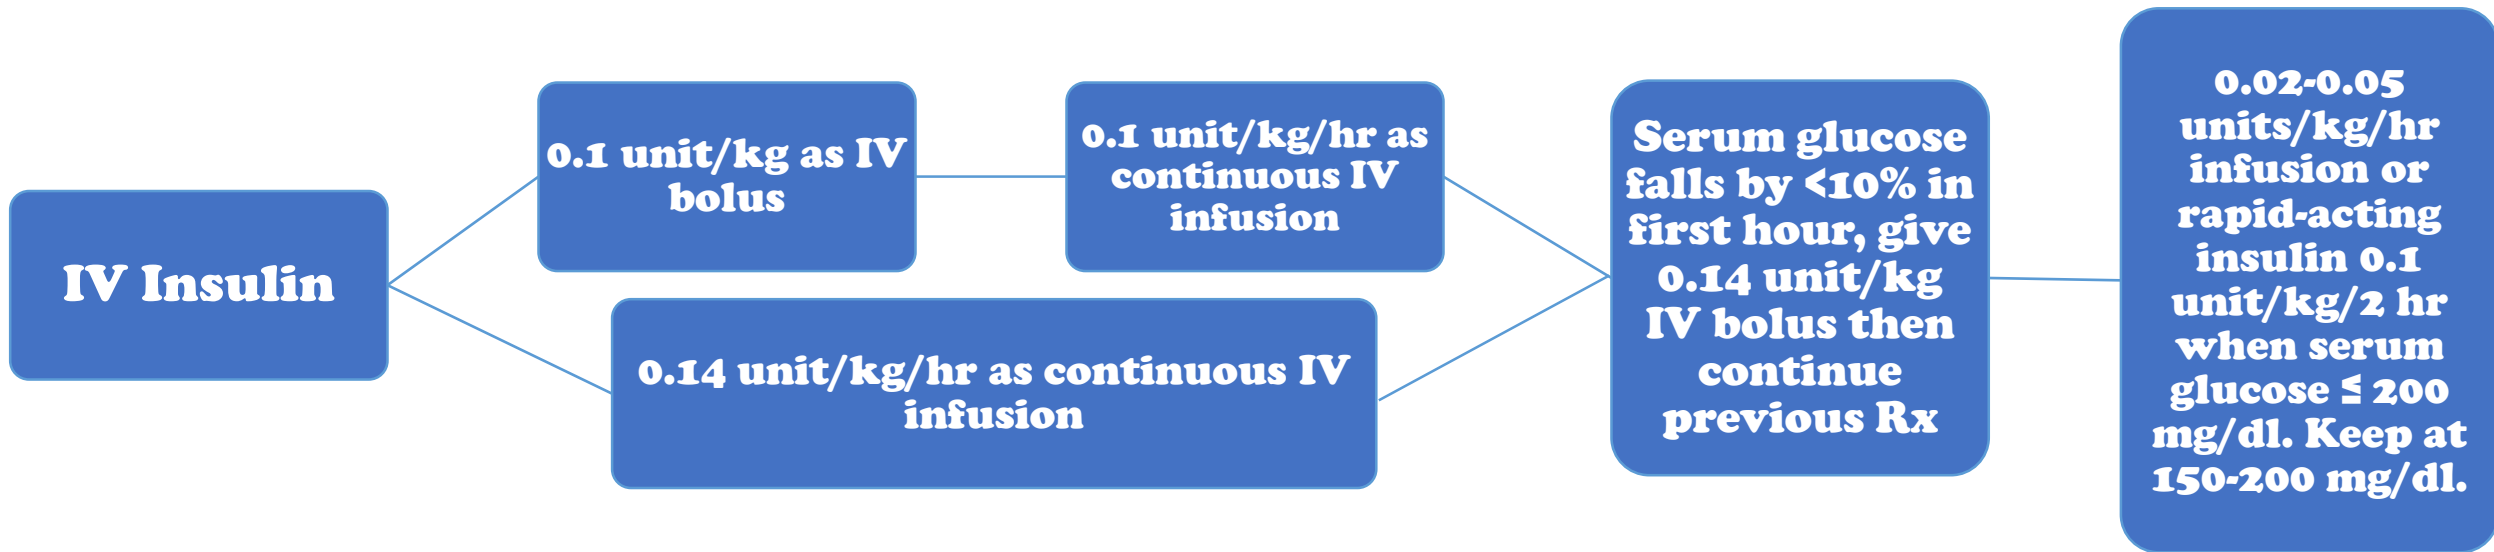 IV insulin
0.1 unit/kg as IV
bolus
0.1 unit/kg/hr as
continuous IV
infusion
0.14 unit/kg/hr as continuous IV
infusion
Serum glucose
falls by <10% in
first hour, give
0.14 unit/kg
IV bolus then
continue
previous Rx
0.02-0.05
units/kg/hr
infusion or
rapid-acting
insulin 0.1
unit/kg/2 hr
when serum
glucose ≤ 200
mg/dl. Keep at
150-200 mg/dl.